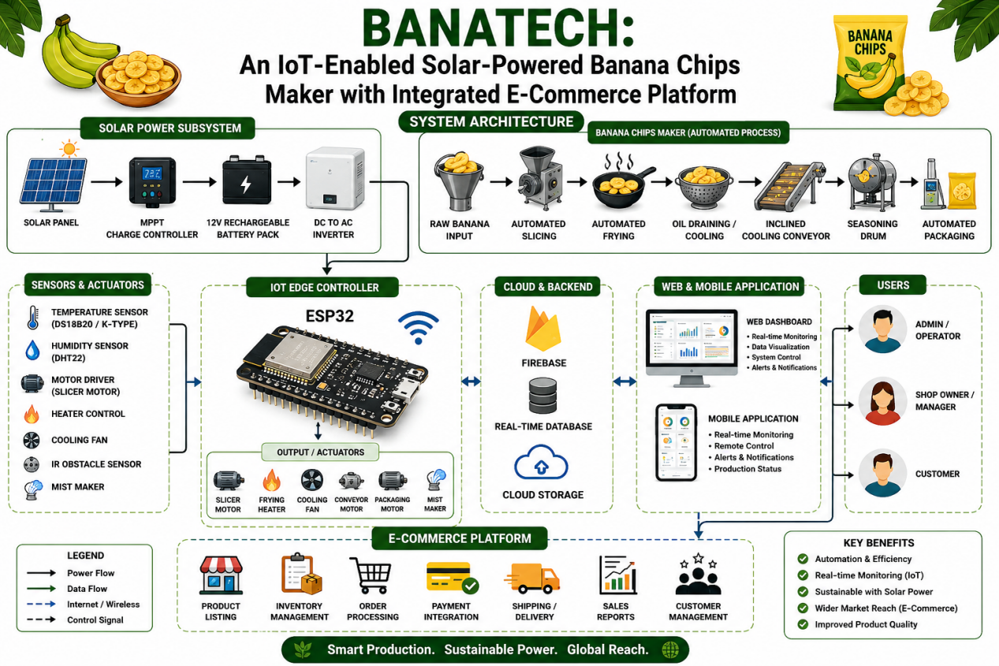 BANATECH:
An IoT-Enabled Solar-Powered Banana Chips
Maker with Integrated E-Commerce Platform
BANANA
CHIPS
SYSTEM ARCHITECTURE
SOLAR POWER SUBSYSTEM
SOLAR PANEL
MPPT
CHARGE CONTROLLER
12V RECHARGEABLE
BATTERY PACK
DC TO AC
INVERTER
BANANA CHIPS MAKER (AUTOMATED PROCESS)
RAW BANANA
INPUT
AUTOMATED
SLICING
AUTOMATED
FRYING
OIL DRAINING /
COOLING
INCLINED
COOLING CONVEYOR
SEASONING
DRUM
AUTOMATED
PACKAGING
SENSORS & ACTUATORS
TEMPERATURE SENSOR
(DS18B20 / K-TYPE)
HUMIDITY SENSOR
(DHT22)
MOTOR DRIVER
(SLICER MOTOR)
HEATER CONTROL
COOLING FAN
IR OBSTACLE SENSOR
MIST MAKER
IOT EDGE CONTROLLER
ESP32
OUTPUT / ACTUATORS
SLICER
MOTOR
FRYING
HEATER
COOLING
FAN
CONVEYOR
MOTOR
PACKAGING
MOTOR
MIST
MAKER
CLOUD & BACKEND
FIREBASE
REAL-TIME DATABASE
CLOUD STORAGE
WEB & MOBILE APPLICATION
WEB DASHBOARD
• Real-time Monitoring
• Data Visualization
• System Control
• Alerts & Notifications
MOBILE APPLICATION
• Real-time Monitoring
• Remote Control
• Alerts & Notifications
• Production Status
USERS
ADMIN /
OPERATOR
SHOP OWNER /
MANAGER
CUSTOMER
LEGEND
Power Flow
Data Flow
Internet / Wireless
Control Signal
E-COMMERCE PLATFORM
PRODUCT
LISTING
INVENTORY
MANAGEMENT
ORDER
PROCESSING
PAYMENT
INTEGRATION
SHIPPING /
DELIVERY
SALES
REPORTS
CUSTOMER
MANAGEMENT
KEY BENEFITS
Automation & Efficiency
Real-time Monitoring (IoT)
Sustainable with Solar Power
Wider Market Reach (E-Commerce)
Improved Product Quality
Smart Production. Sustainable Power. Global Reach.